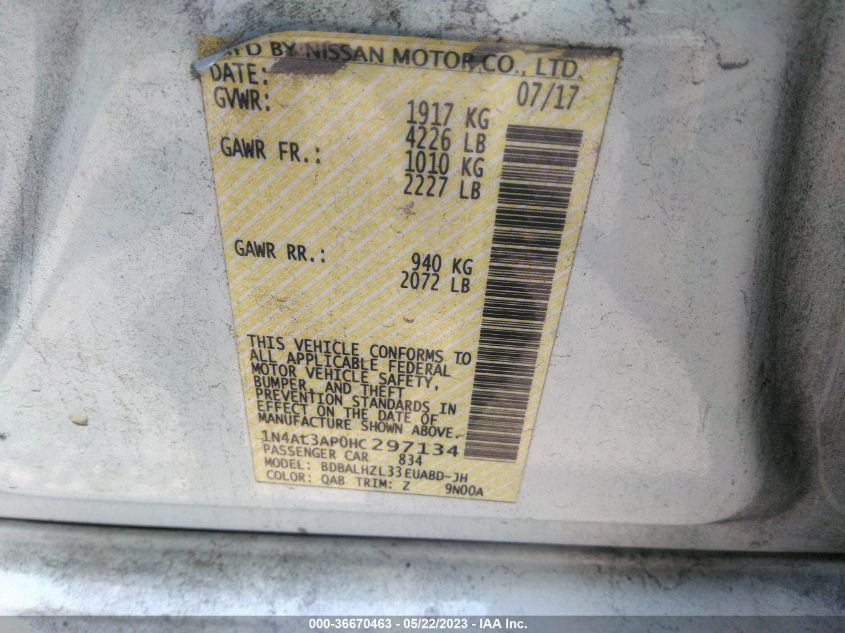 MFD BY NISSAN MOTOR CO., LTD.
DATE: 07/17
GVWR: 1917 KG
4226 LB
GAWR FR.: 1010 KG
2227 LB
GAWR RR.: 940 KG
2072 LB
THIS VEHICLE CONFORMS TO
ALL APPLICABLE FEDERAL
MOTOR VEHICLE SAFETY,
BUMPER, AND THEFT
PREVENTION STANDARDS IN
EFFECT ON THE DATE OF
MANUFACTURE SHOWN ABOVE.
1N4AL3AP0HC297134
PASSENGER CAR 834
MODEL: BDBALHZL33EUABD-JH
COLOR: QAB TRIM: Z 9N00A
000-36670463 - 05/22/2023 - IAA Inc.